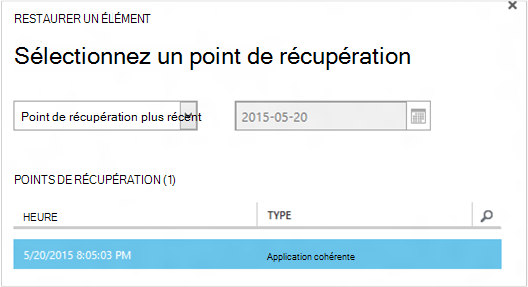 RESTAURER UN ÉLÉMENT
Sélectionnez un point de récupération
Point de récupération plus récent
2015-05-20
POINTS DE RÉCUPÉRATION (1)
HEURE TYPE
5/20/2015 8:05:03 PM Application cohérente